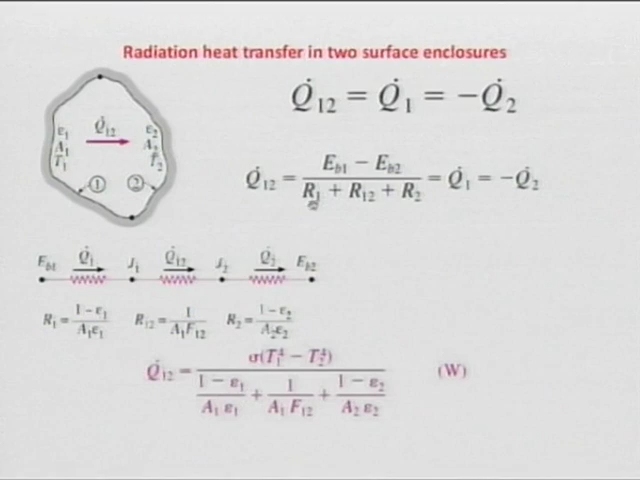 Radiation heat transfer in two surface enclosures
Q̇12 = Q̇1 = −Q̇2
ε1 Q̇12 ε2
A1 A2
T1 T2
1 2
Q̇12 = (Eb1 − Eb2) / (R1 + R12 + R2) = Q̇1 = −Q̇2
Eb1 Q̇1 J1 Q̇12 J2 Q̇2 Eb2
R1 = (1 − ε1) / (A1ε1) R12 = 1 / (A1F12) R2 = (1 − ε2) / (A2ε2)
Q̇12 = σ(T1⁴ − T2⁴) / ((1 − ε1) / (A1 ε1) + 1 / (A1 F12) + (1 − ε2) / (A2 ε2)) (W)